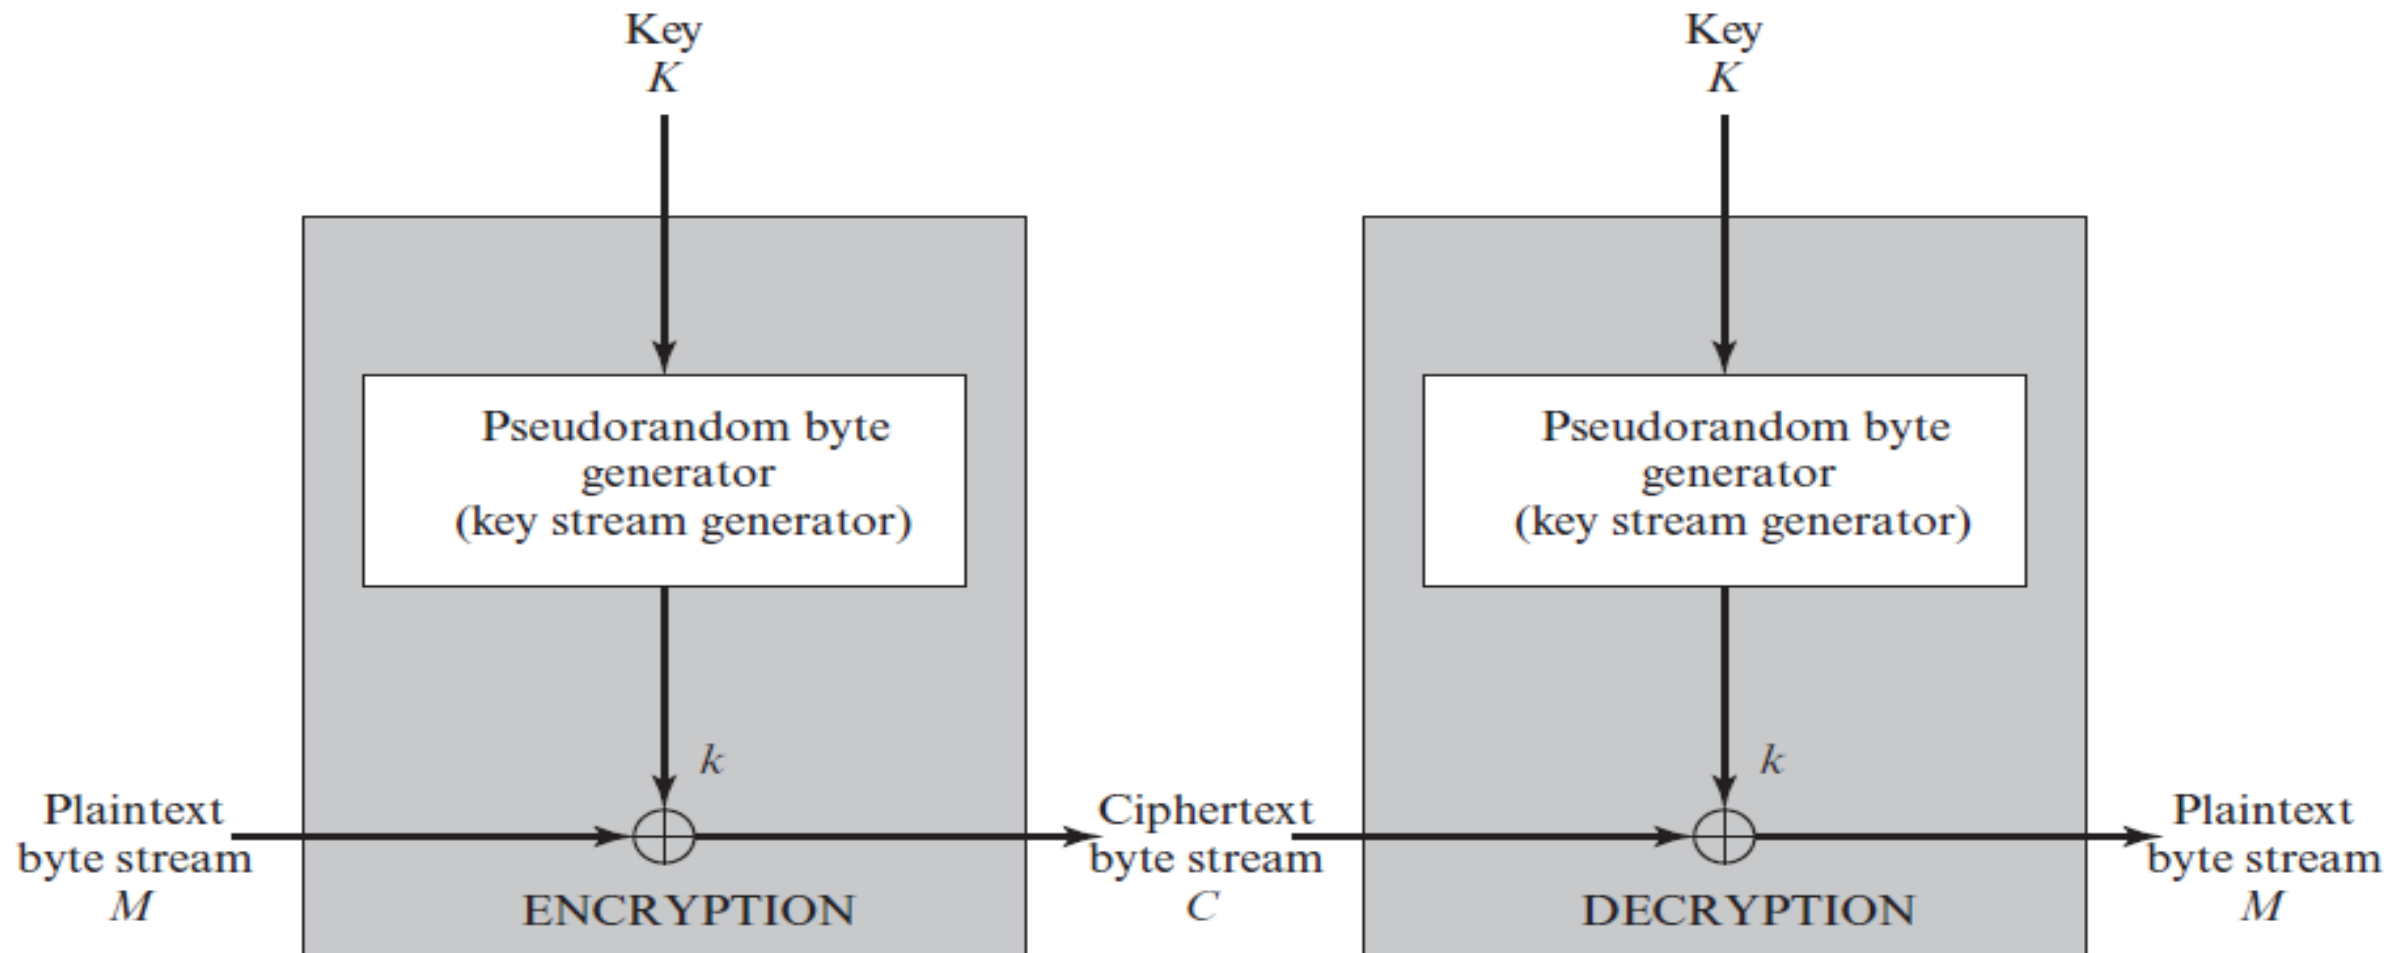 Key
K
Key
K
Pseudorandom byte
generator
(key stream generator)
Pseudorandom byte
generator
(key stream generator)
k
k
Plaintext
byte stream
M
Ciphertext
byte stream
C
Plaintext
byte stream
M
ENCRYPTION
DECRYPTION